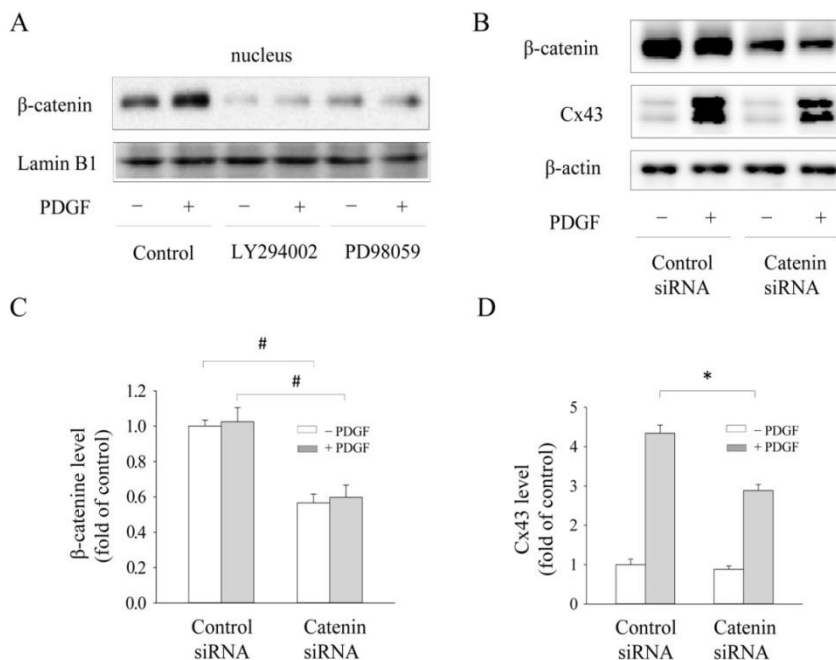 A
nucleus
β-catenin
Lamin B1
PDGF − + − + − +
Control LY294002 PD98059
B
β-catenin
Cx43
β-actin
PDGF − + − +
Control siRNA Catenin siRNA
C
# 
#
β-catenine level
(fold of control)
1.2
1.0
0.8
0.6
0.4
0.2
0.0
− PDGF
+ PDGF
Control
siRNA
Catenin
siRNA
D
*
Cx43 level
(fold of control)
5
4
3
2
1
0
− PDGF
+ PDGF
Control
siRNA
Catenin
siRNA